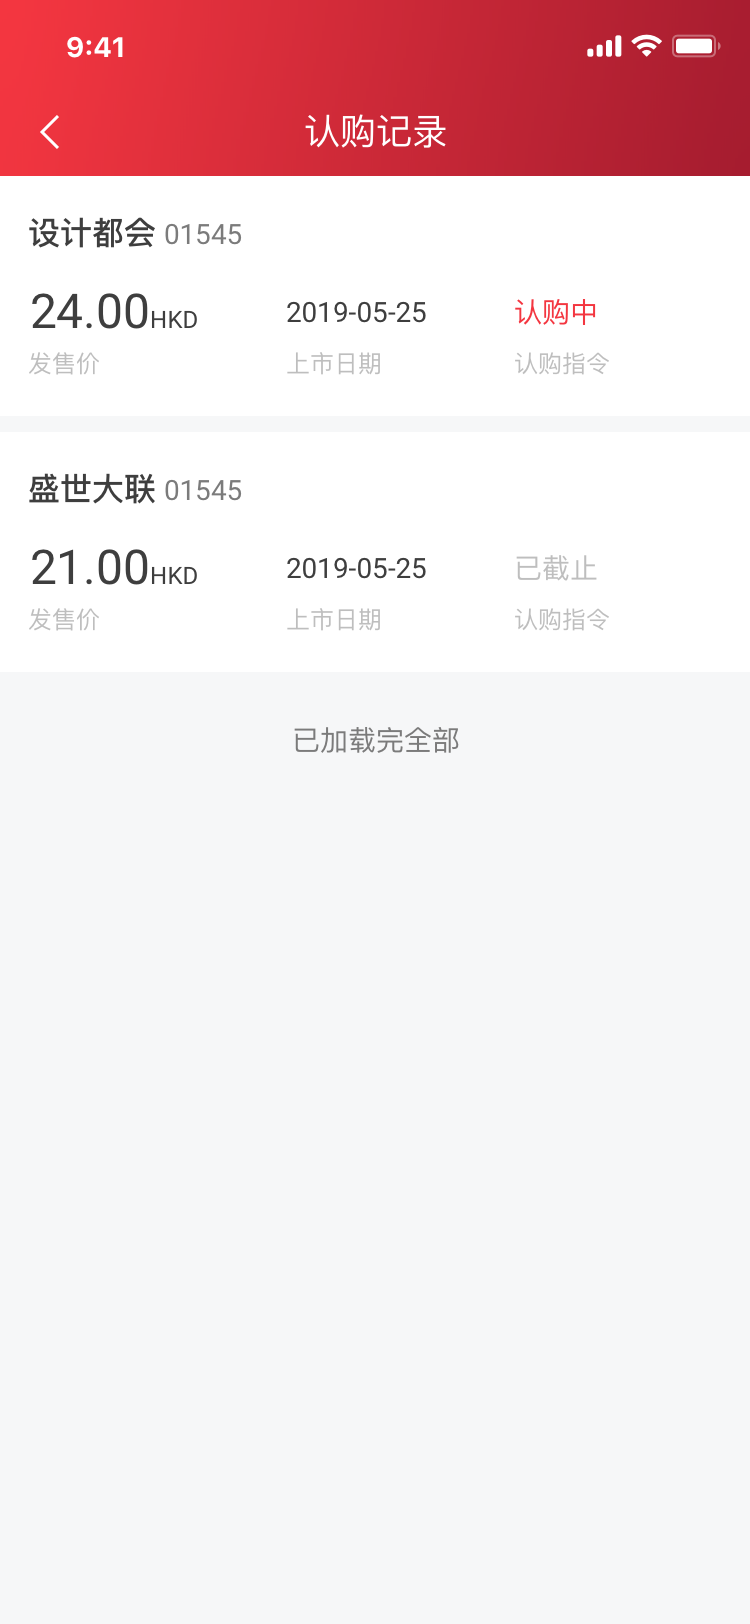 9:41
认购记录
设计都会 01545
24.00HKD 2019-05-25 认购中
发售价 上市日期 认购指令
盛世大联 01545
21.00HKD 2019-05-25 已截止
发售价 上市日期 认购指令
已加载完全部